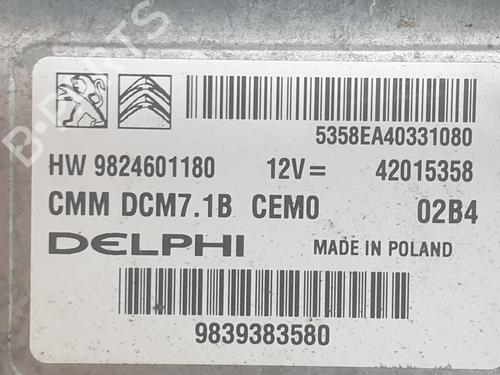 5358EA40331080
HW 9824601180 12V= 42015358
CMM DCM7.1B CEM0 02B4
DELPHI MADE IN POLAND
9839383580
B-PARTS